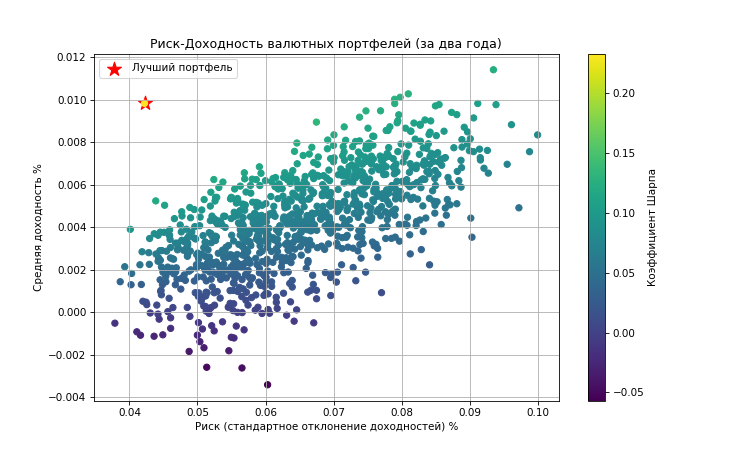 Риск-Доходность валютных портфелей (за два года)
Лучший портфель
Средняя доходность %
0.012
0.010
0.008
0.006
0.004
0.002
0.000
−0.002
−0.004
0.04 0.05 0.06 0.07 0.08 0.09 0.10
Риск (стандартное отклонение доходностей) %
0.20
0.15
0.10
0.05
0.00
−0.05
Коэффициент Шарпа